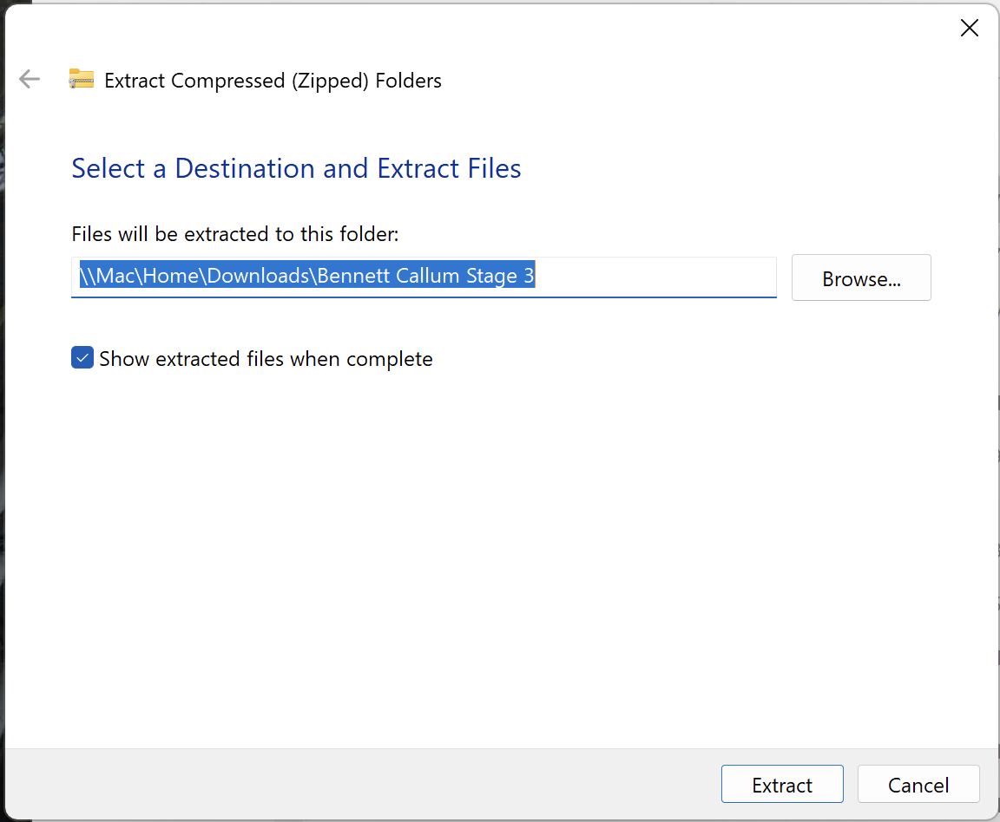 Extract Compressed (Zipped) Folders
Select a Destination and Extract Files
Files will be extracted to this folder:
\\Mac\Home\Downloads\Bennett Callum Stage 3
Browse...
Show extracted files when complete
Extract
Cancel